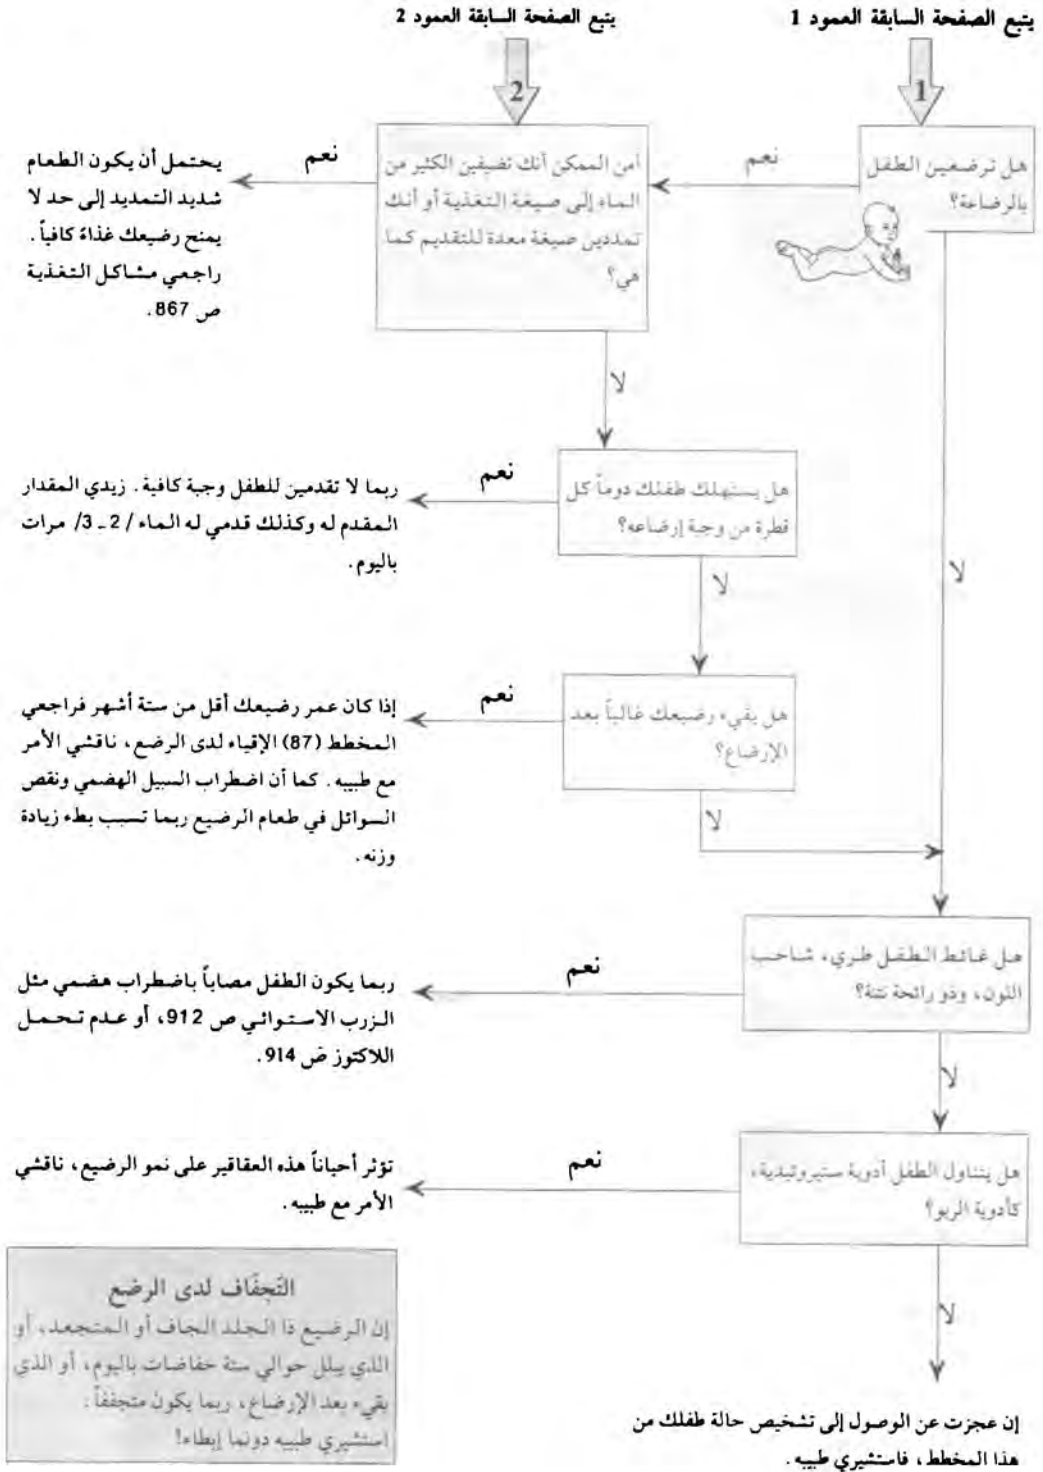 يتبع الصفحة السابقة العمود 1
يتبع الصفحة السابقة العمود 2
1
2
هل ترضعين الطفل
بالرضاعة؟
نعم
أمن الممكن أنك تضيفين الكثير من
الماء إلى صيغة التغذية أو أنك
تمددين صيغة معدة للتقديم كما
هي؟
نعم
يحتمل أن يكون الطعام
شديد التمديد إلى حد لا
يمنح رضيعك غذاءً كافياً.
راجعي مشاكل التغذية
ص 867.
لا
هل يستهلك طفلك دوماً كل
قطرة من وجبة إرضاعه؟
نعم
ربما لا تقدمين للطفل وجبة كافية. زيدي المقدار
المقدم له وكذلك قدمي له الماء /2 ـ 3/ مرات
باليوم.
لا
لا
هل يقيء رضيعك غالباً بعد
الإرضاع؟
نعم
إذا كان عمر رضيعك أقل من ستة أشهر فراجعي
المخطط (87) الإقياء لدى الرضع، ناقشي الأمر
مع طبيبه. كما أن اضطراب السبيل الهضمي ونقص
السوائل في طعام الرضيع ربما تسبب بطء زيادة
وزنه.
لا
هل غائط الطفل طريء شاحب
اللون، وذو رائحة نتنة؟
نعم
ربما يكون الطفل مصاباً باضطراب هضمي مثل
الزرب الاستوائي ص 912، أو عدم تحمل
اللاكتوز ص 914.
لا
هل يتناول الطفل أدوية ستيروئيدية،
كأدوية الربو؟
نعم
تؤثر أحياناً هذه العقاقير على نمو الرضيع، ناقشي
الأمر مع طبيبه.
لا
إن عجزت عن الوصول إلى تشخيص حالة طفلك من
هذا المخطط، فاستشيري طبيبه.
التَجفّاف لدى الرضع
إن الرضيع ذا الجلد الجاف أو المتجعد، أو
الذي يبلل حوالي ستة حفاضات باليوم، أو الذي
يقيء بعد الإرضاع، ربما يكون متجففاً:
استشيري طبيبه دونما إبطاء!